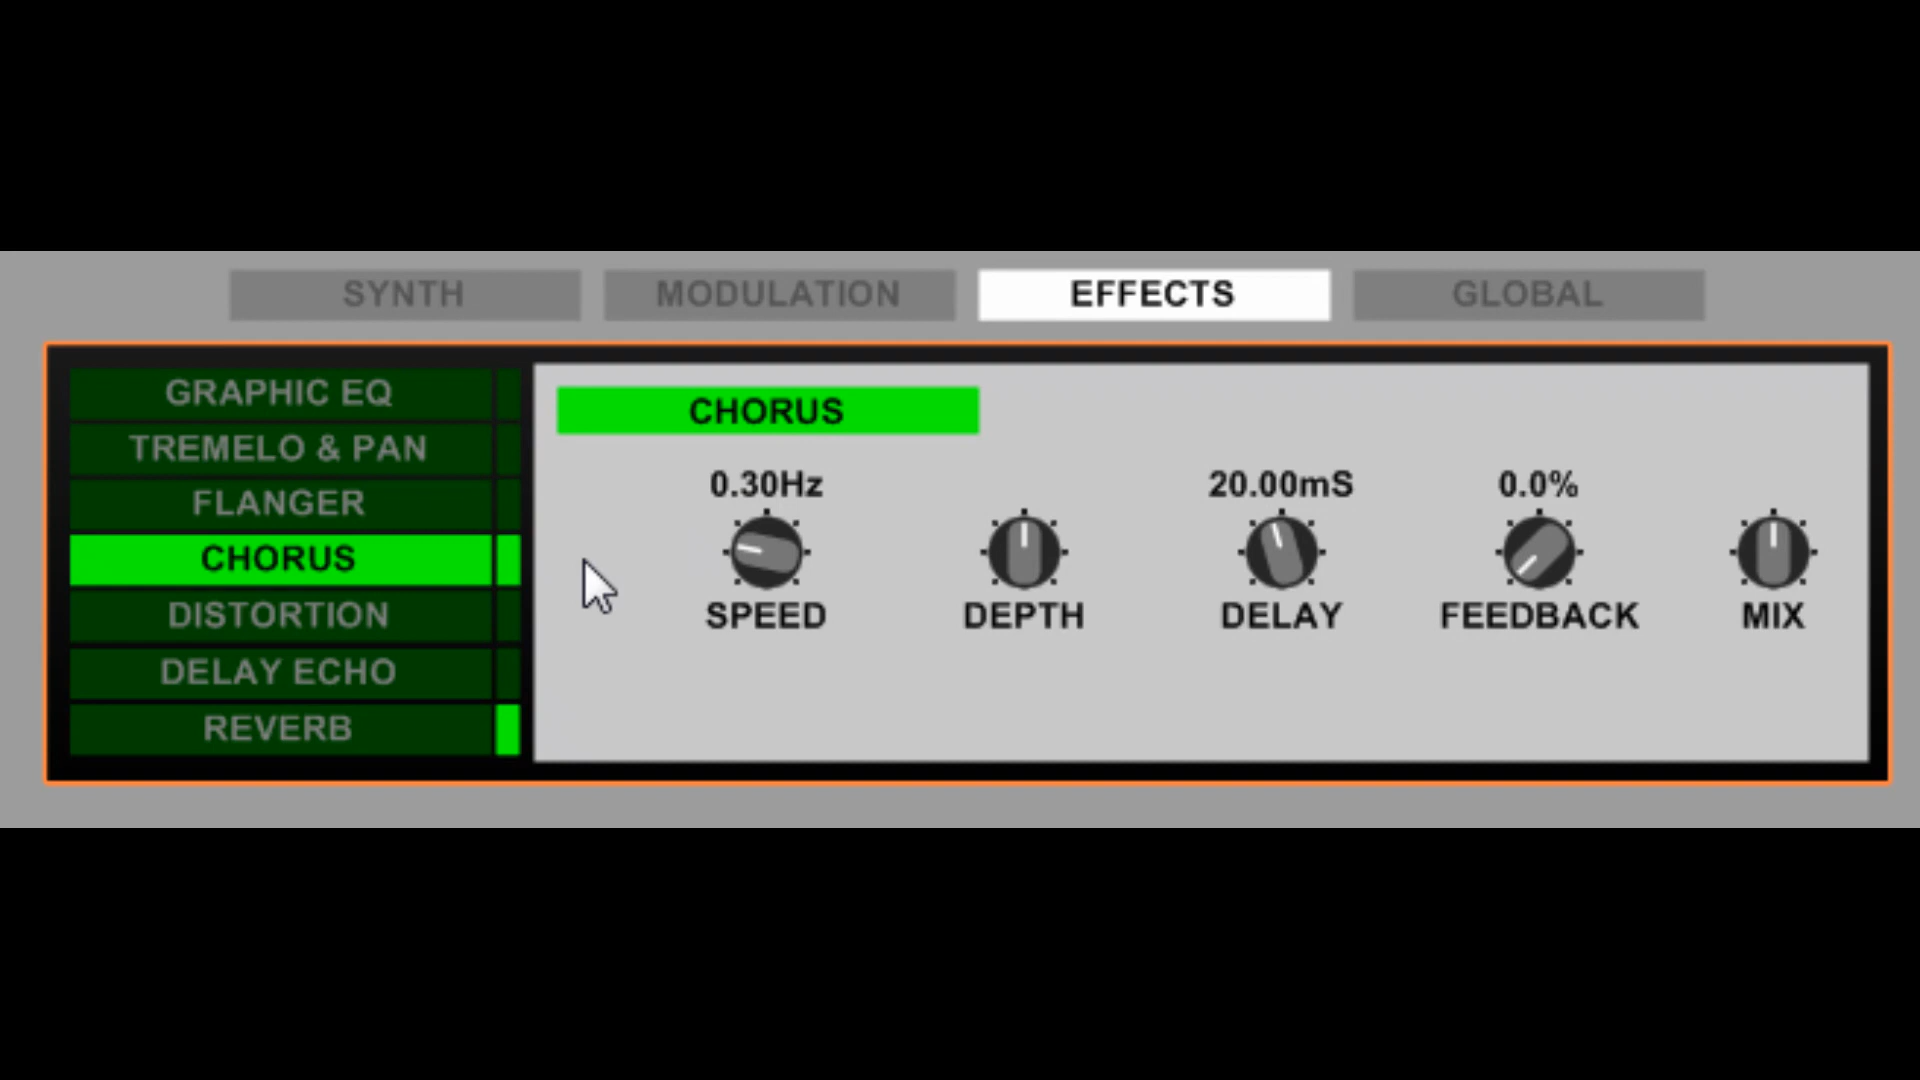 SYNTH MODULATION EFFECTS GLOBAL
GRAPHIC EQ
TREMELO & PAN
FLANGER
CHORUS
DISTORTION
DELAY ECHO
REVERB
CHORUS
0.30Hz 20.00mS 0.0%
SPEED DEPTH DELAY FEEDBACK MIX